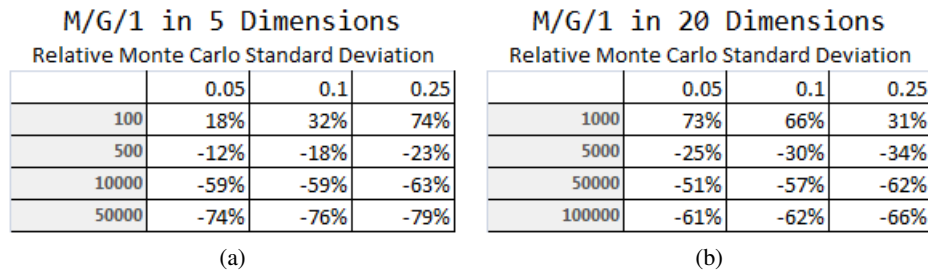 M/G/1 in 5 Dimensions
Relative Monte Carlo Standard Deviation
0.05 0.1 0.25
100 18% 32% 74%
500 -12% -18% -23%
10000 -59% -59% -63%
50000 -74% -76% -79%
(a)
M/G/1 in 20 Dimensions
Relative Monte Carlo Standard Deviation
0.05 0.1 0.25
1000 73% 66% 31%
5000 -25% -30% -34%
50000 -51% -57% -62%
100000 -61% -62% -66%
(b)